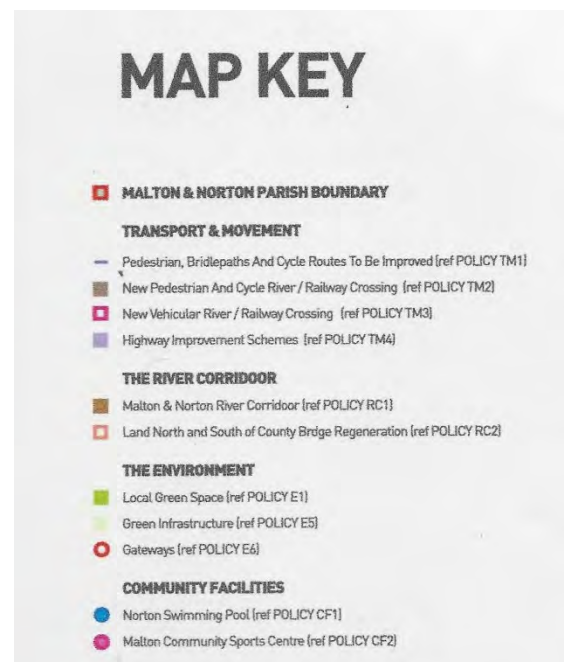 MAP KEY
MALTON & NORTON PARISH BOUNDARY
TRANSPORT & MOVEMENT
Pedestrian, Bridlepaths And Cycle Routes To Be Improved (ref POLICY TM1)
New Pedestrian And Cycle River / Railway Crossing (ref POLICY TM2)
New Vehicular River / Railway Crossing (ref POLICY TM3)
Highway Improvement Schemes (ref POLICY TM4)
THE RIVER CORRIDOOR
Malton & Norton River Corridoor (ref POLICY RC1)
Land North and South of County Brdge Regeneration (ref POLICY RC2)
THE ENVIRONMENT
Local Green Space (ref POLICY E1)
Green Infrastructure (ref POLICY E5)
Gateways (ref POLICY E6)
COMMUNITY FACILITIES
Norton Swimming Pool (ref POLICY CF1)
Malton Community Sports Centre (ref POLICY CF2)